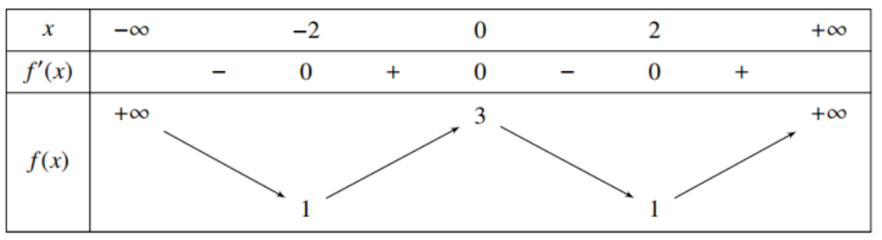 x −∞ −2 0 2 +∞
f′(x) − 0 + 0 − 0 +
+∞ 3 +∞
f(x)
1 1